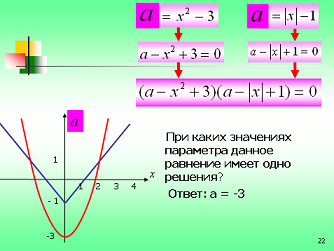 a = x² − 3
a = |x| − 1
a − x² + 3 = 0
a − |x| + 1 = 0
(a − x² + 3)(a − |x| + 1) = 0
a
1
1 2 3 4 x
- 1
-3
При каких значениях
параметра данное
равнение имеет одно
решения?
Ответ: a = -3
22